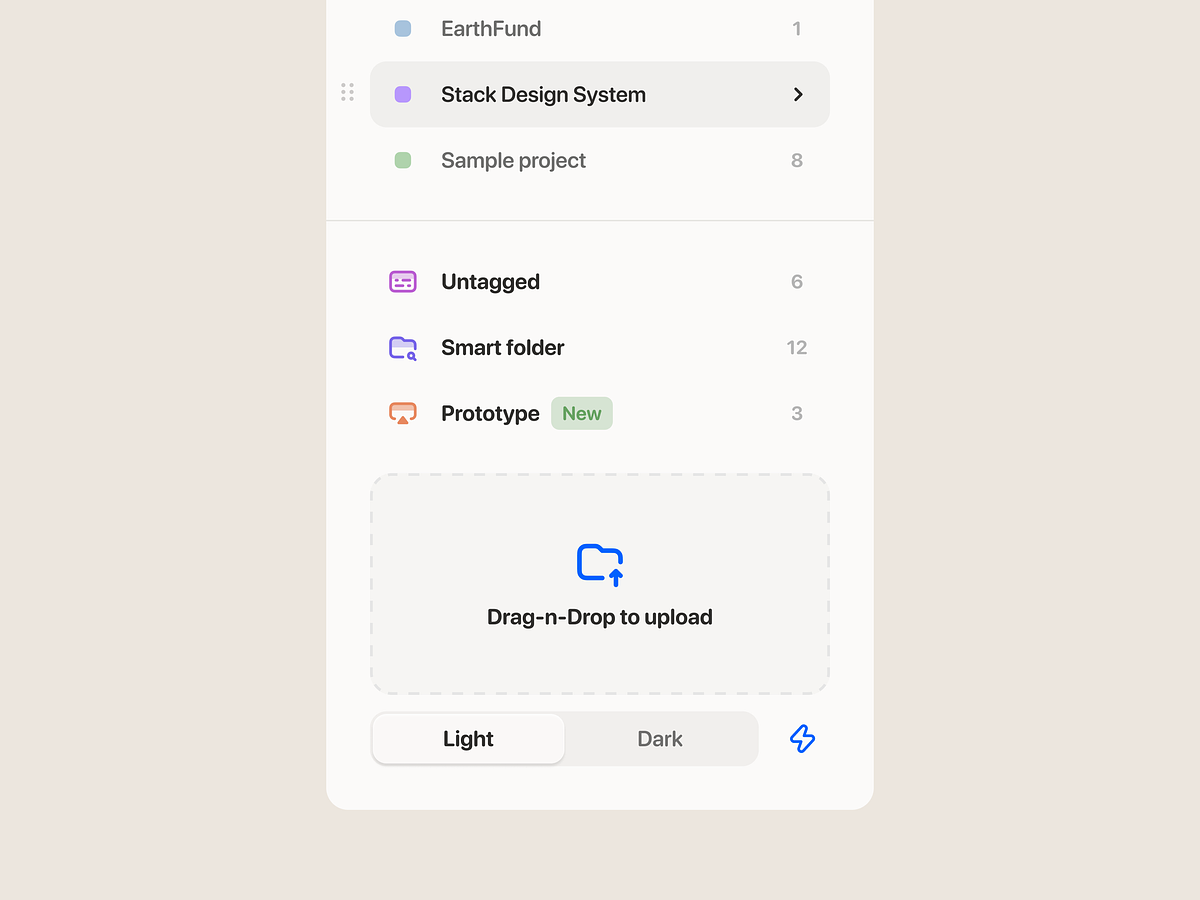 EarthFund 1
Stack Design System
Sample project 8
Untagged 6
Smart folder 12
Prototype New 3
Drag-n-Drop to upload
Light Dark